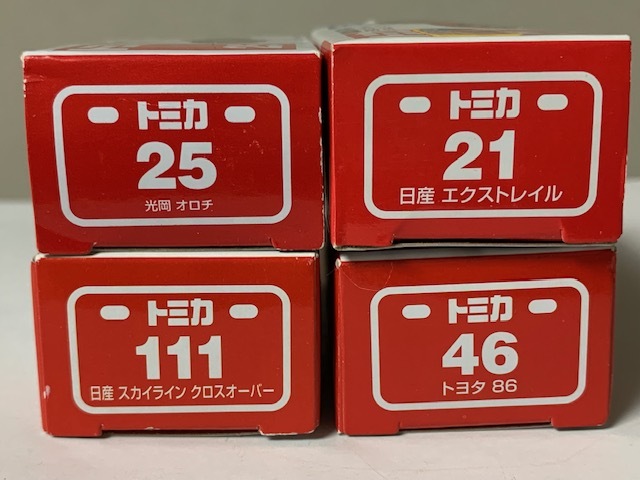 トミカ
25
光岡 オロチ
トミカ
21
日産 エクストレイル
トミカ
111
日産 スカイライン クロスオーバー
トミカ
46
トヨタ 86